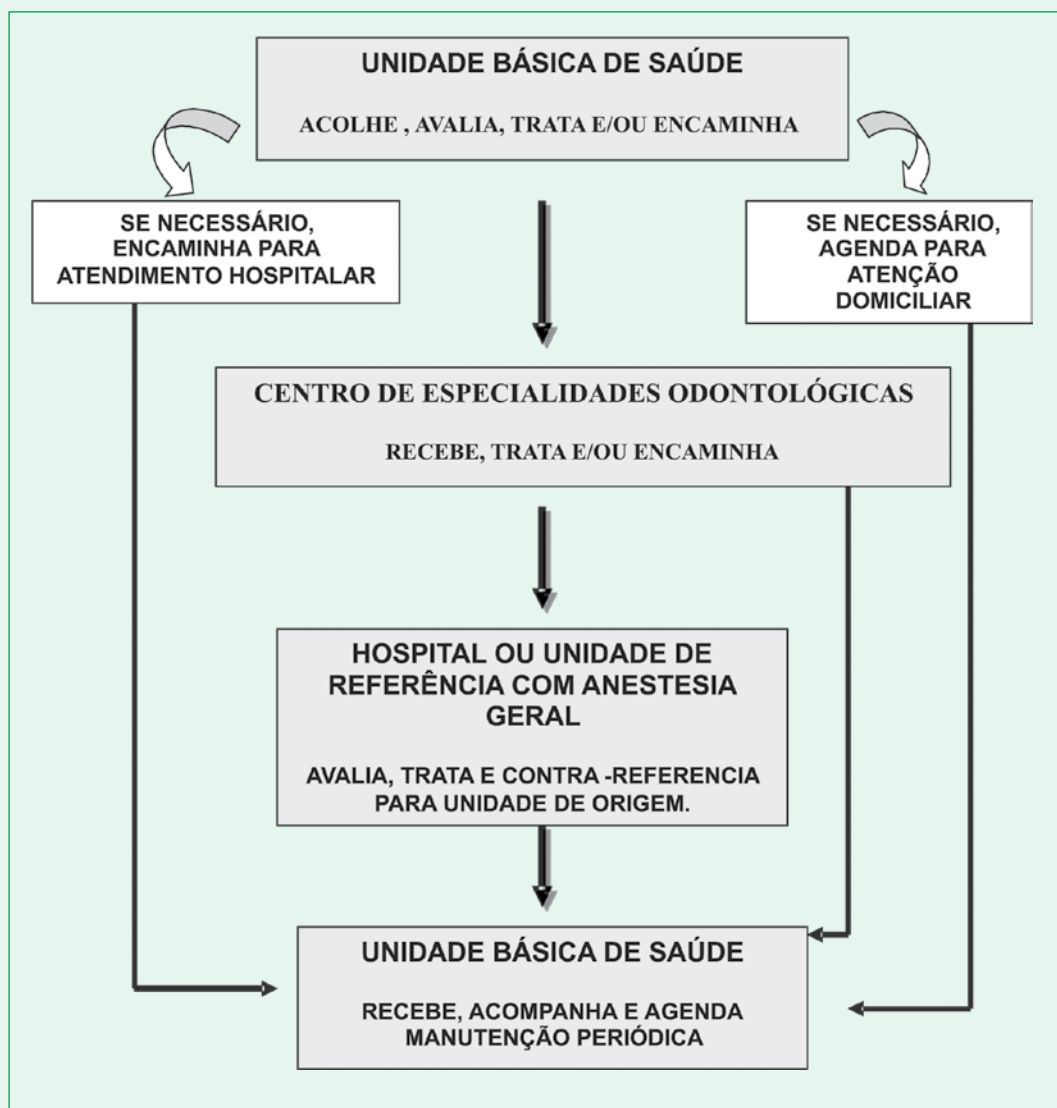 UNIDADE BÁSICA DE SAÚDE
ACOLHE , AVALIA, TRATA E/OU ENCAMINHA
SE NECESSÁRIO,
ENCAMINHA PARA
ATENDIMENTO HOSPITALAR
SE NECESSÁRIO,
AGENDA PARA
ATENÇÃO
DOMICILIAR
CENTRO DE ESPECIALIDADES ODONTOLÓGICAS
RECEBE, TRATA E/OU ENCAMINHA
HOSPITAL OU UNIDADE DE
REFERÊNCIA COM ANESTESIA
GERAL
AVALIA, TRATA E CONTRA -REFERENCIA
PARA UNIDADE DE ORIGEM.
UNIDADE BÁSICA DE SAÚDE
RECEBE, ACOMPANHA E AGENDA
MANUTENÇÃO PERIÓDICA